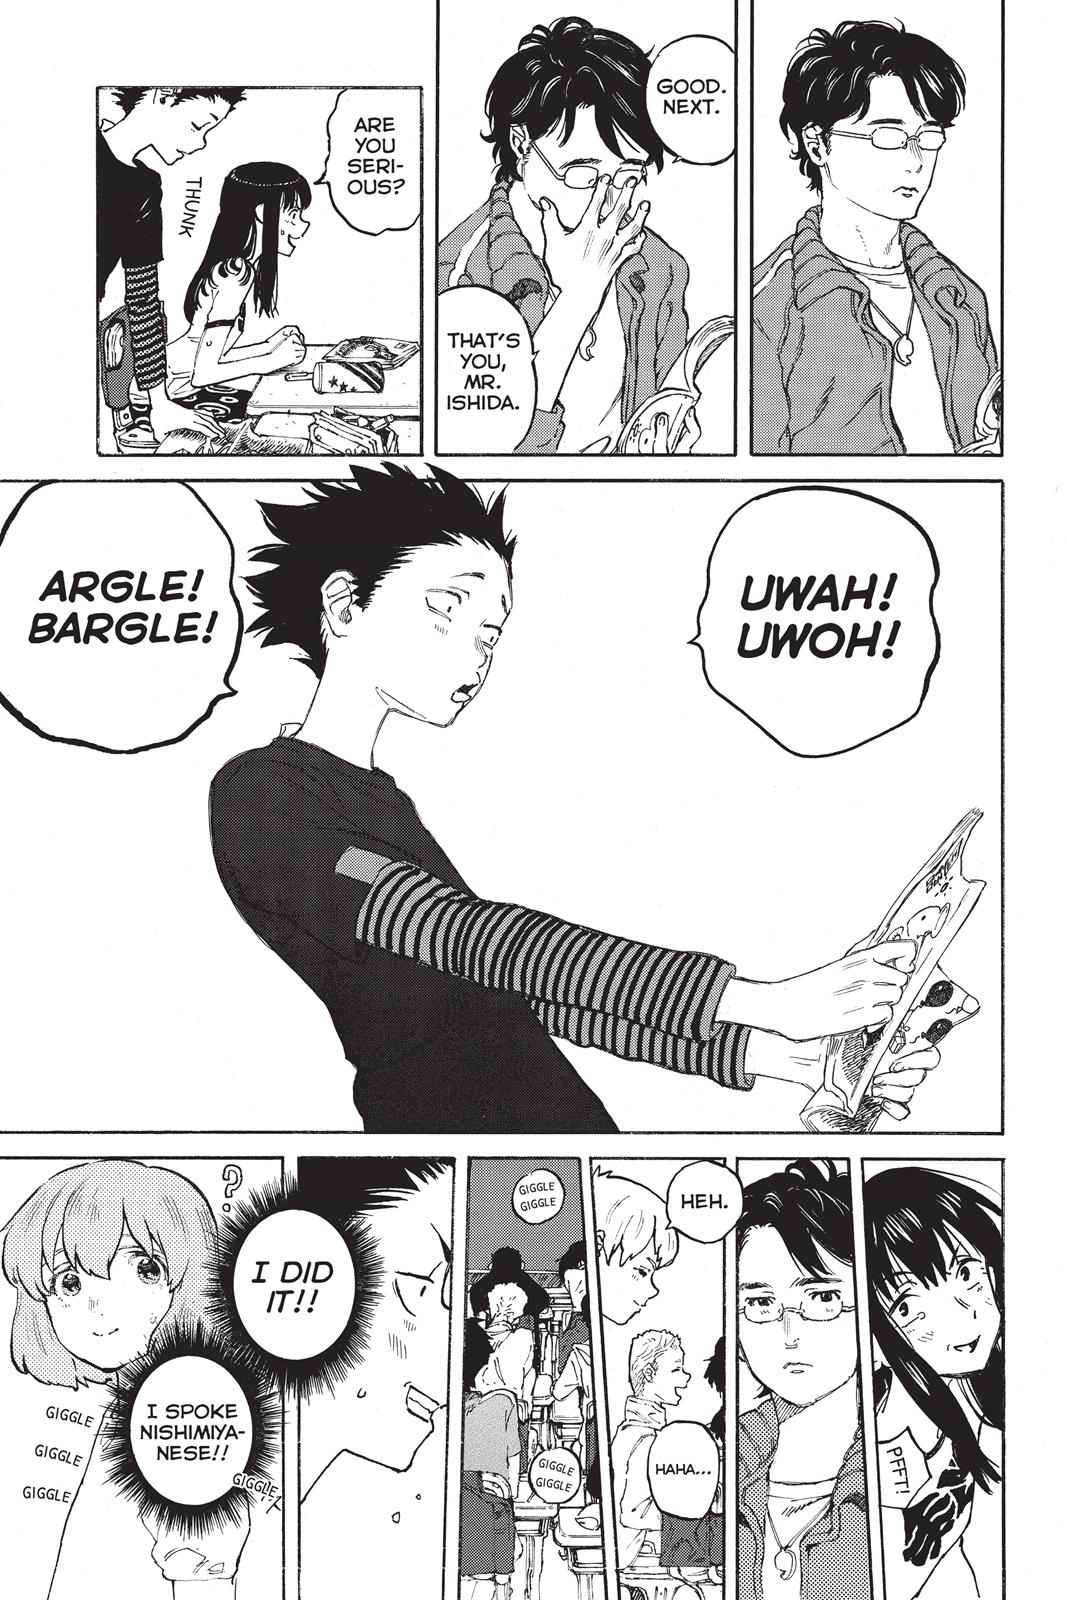 GOOD.
NEXT.
THAT'S
YOU,
MR.
ISHIDA.
ARE
YOU
SERI-
OUS?
THUNK
UWAH!
UWOH!
ARGLE!
BARGLE!
PFFT!
HEH.
HAHA...
GIGGLE
GIGGLE
GIGGLE
GIGGLE
I DID
IT!!
?
I SPOKE
NISHIMIYA-
NESE!!
GIGGLE
GIGGLE
GIGGLE
GIGGLE